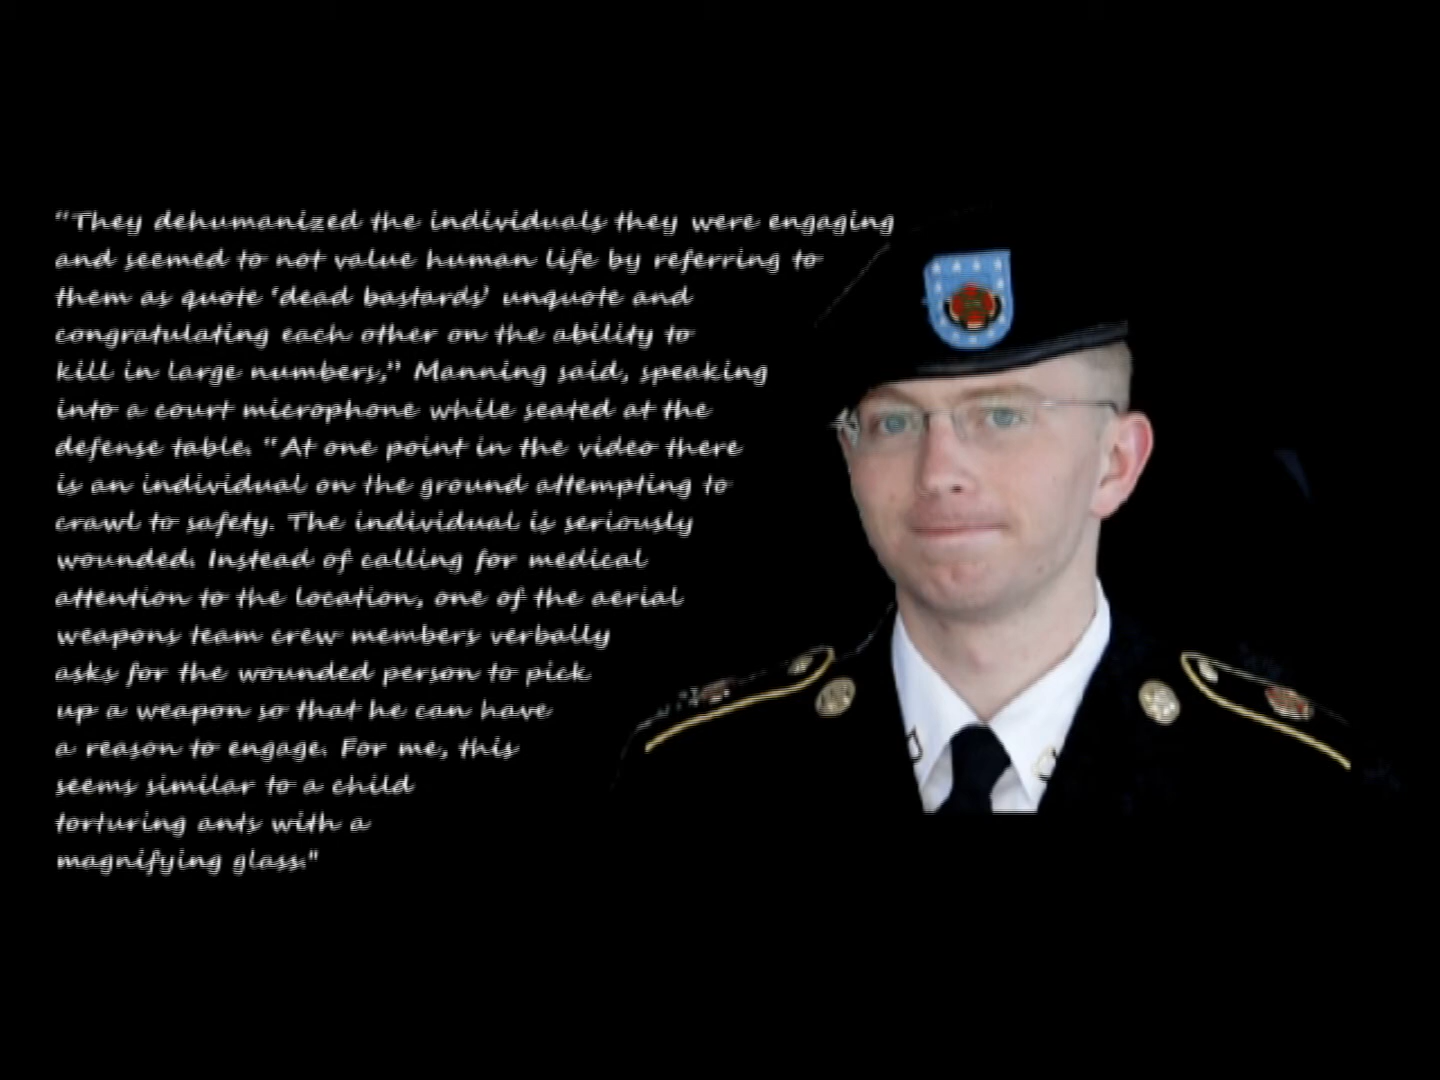 “They dehumanized the individuals they were engaging
and seemed to not value human life by referring to
them as quote ‘dead bastards’ unquote and
congratulating each other on the ability to
kill in large numbers,” Manning said, speaking
into a court microphone while seated at the
defense table. “At one point in the video there
is an individual on the ground attempting to
crawl to safety. The individual is seriously
wounded. Instead of calling for medical
attention to the location, one of the aerial
weapons team crew members verbally
asks for the wounded person to pick
up a weapon so that he can have
a reason to engage. For me, this
seems similar to a child
torturing ants with a
magnifying glass."